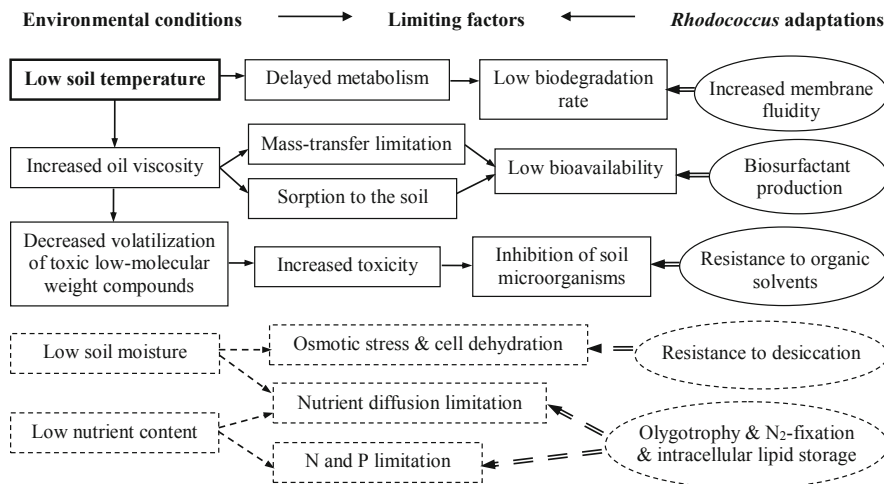 Environmental conditions
Limiting factors
Rhodococcus adaptations
Low soil temperature
Delayed metabolism
Low biodegradation
rate
Increased membrane
fluidity
Increased oil viscosity
Mass-transfer limitation
Sorption to the soil
Low bioavailability
Biosurfactant
production
Decreased volatilization
of toxic low-molecular
weight compounds
Increased toxicity
Inhibition of soil
microorganisms
Resistance to organic
solvents
Low soil moisture
Osmotic stress & cell dehydration
Resistance to desiccation
Nutrient diffusion limitation
Low nutrient content
N and P limitation
Olygotrophy & N₂-fixation
& intracellular lipid storage